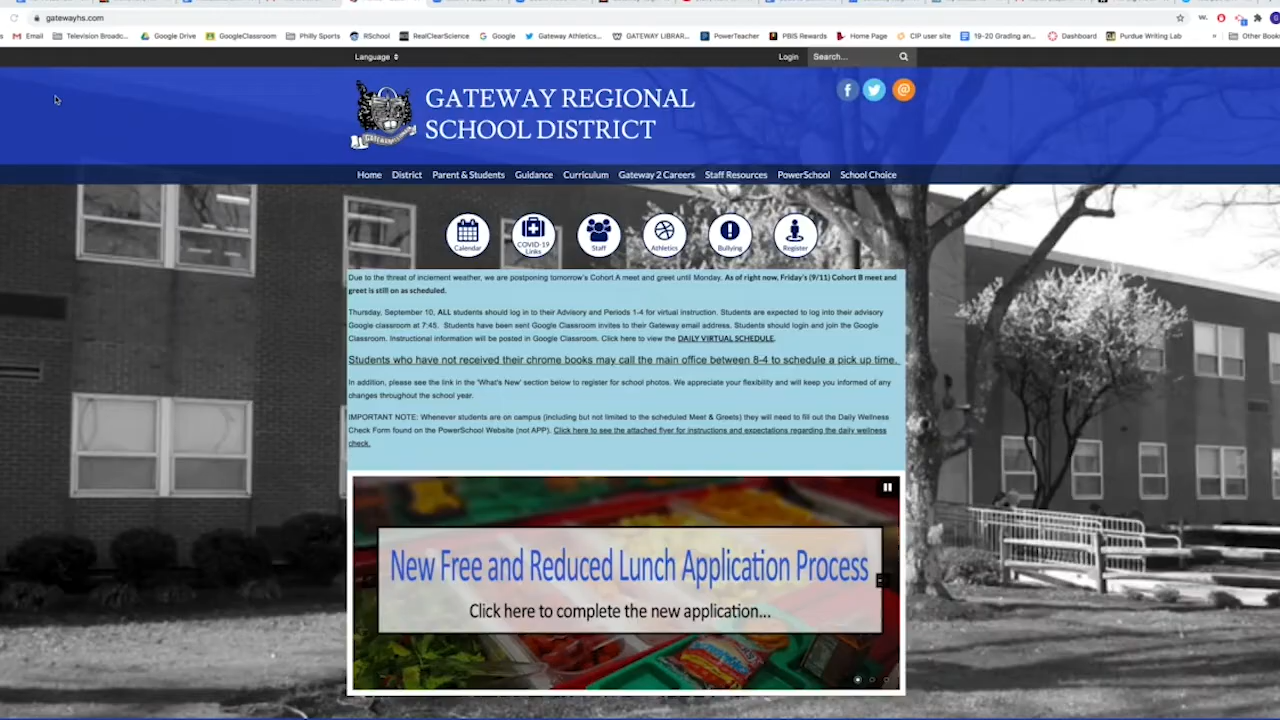 gatewayhs.com
Email
Television Broadc...
Google Drive
GoogleClassroom
Philly Sports
RSchool
RealClearScience
Google
Gateway Athletics...
GATEWAY LIBRAR...
PowerTeacher
PBIS Rewards
Home Page
CIP user site
19-20 Grading an...
Dashboard
Purdue Writing Lab
»
Other Book
Language
Login
Search...
GATEWAY REGIONAL
SCHOOL DISTRICT
Home
District
Parent & Students
Guidance
Curriculum
Gateway 2 Careers
Staff Resources
PowerSchool
School Choice
Calendar
COVID-19
Links
Staff
Athletics
Bullying
Register
Due to the threat of inclement weather, we are postponing tomorrow's Cohort A meet and greet until Monday. As of right now, Friday's (9/11) Cohort B meet and
greet is still on as scheduled.
Thursday, September 10, ALL students should log in to their Advisory and Periods 1-4 for virtual instruction. Students are expected to log into their advisory
Google classroom at 7:45. Students have been sent Google Classroom invites to their Gateway email address. Students should login and join the Google
Classroom. Instructional information will be posted in Google Classroom. Click here to view the DAILY VIRTUAL SCHEDULE.
Students who have not received their chrome books may call the main office between 8-4 to schedule a pick up time.
In addition, please see the link in the 'What's New' section below to register for school photos. We appreciate your flexibility and will keep you informed of any
changes throughout the school year.
IMPORTANT NOTE: Whenever students are on campus (including but not limited to the scheduled Meet & Greets) they will need to fill out the Daily Wellness
Check Form found on the PowerSchool Website (not APP). Click here to see the attached flyer for instructions and expectations regarding the daily wellness
check.
New Free and Reduced Lunch Application Process
Click here to complete the new application...